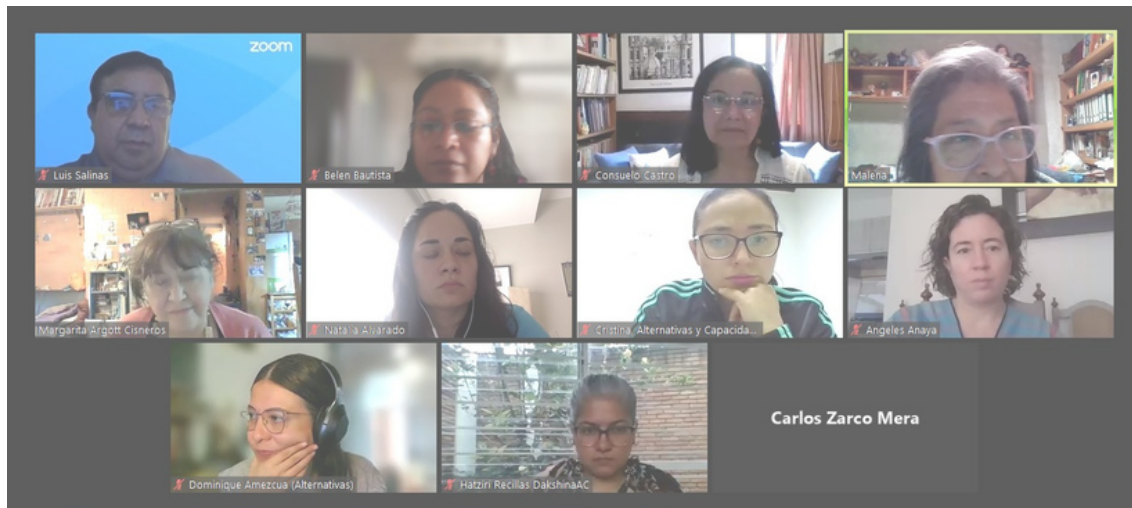 zoom
Luis Salinas
Belen Bautista
Consuelo Castro
Malena
Margarita Argott Cisneros
Natalia Alvarado
Cristina, Alternativas y Capacida...
Angeles Anaya
Dominique Amezcua (Alternativas)
Hatziri Recillas DakshinaAC
Carlos Zarco Mera